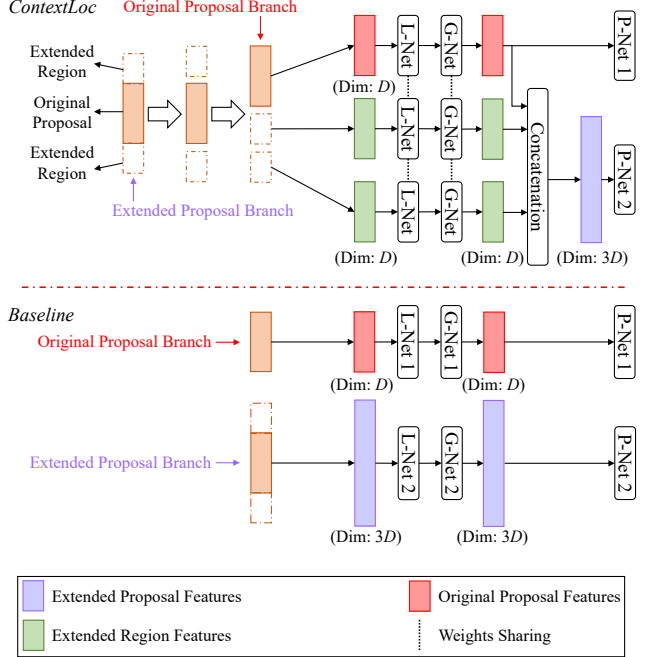 ContextLoc
Original Proposal Branch
Extended
Region
Original
Proposal
Extended
Region
Extended Proposal Branch
(Dim: D)
L-Net
G-Net
P-Net 1
L-Net
G-Net
L-Net
G-Net
Concatenation
P-Net 2
(Dim: D)
(Dim: D)
(Dim: 3D)
Baseline
Original Proposal Branch
L-Net 1
G-Net 1
P-Net 1
(Dim: D)
(Dim: D)
Extended Proposal Branch
L-Net 2
G-Net 2
P-Net 2
(Dim: 3D)
(Dim: 3D)
Extended Proposal Features
Original Proposal Features
Extended Region Features
Weights Sharing